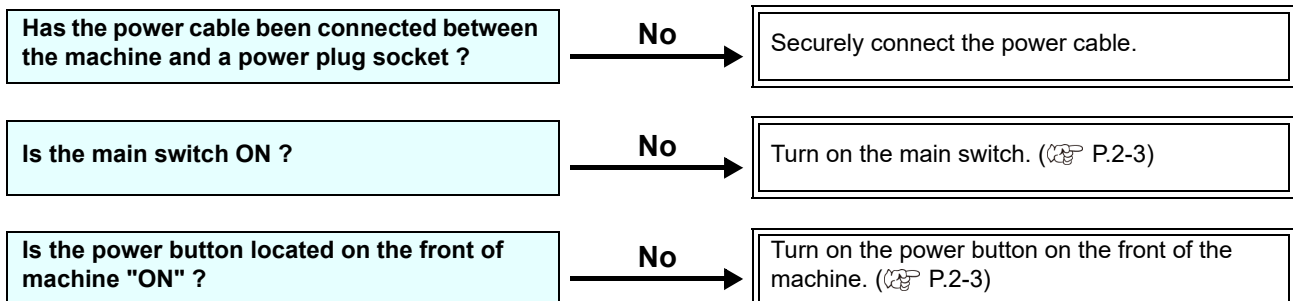 Has the power cable been connected between
the machine and a power plug socket ?
No
Securely connect the power cable.
Is the main switch ON ?
No
Turn on the main switch. (☞ P.2-3)
Is the power button located on the front of
machine "ON" ?
No
Turn on the power button on the front of the
machine. (☞ P.2-3)